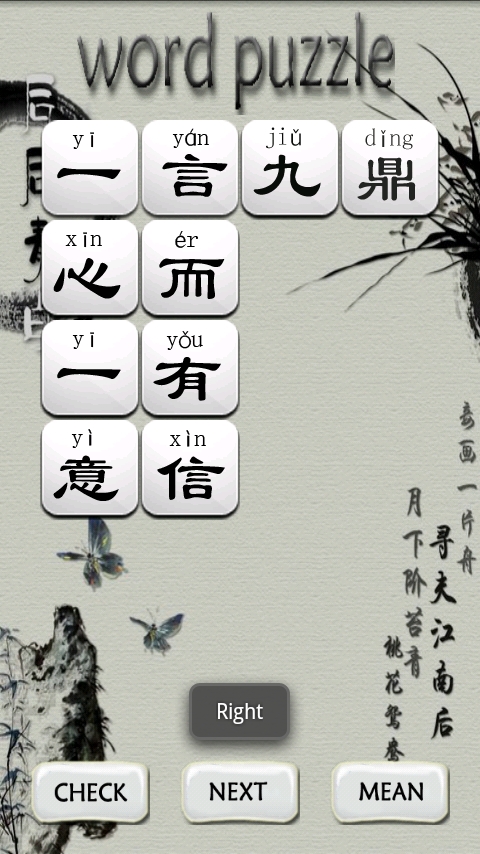 word puzzle
yī yán jiǔ dǐng
一 言 九 鼎
xīn ér
心 而
yī yǒu
一 有
yì xìn
意 信
月下阶苔音
寻夫江南后
桃花鸳鸯
画一片舟
Right
CHECK NEXT MEAN